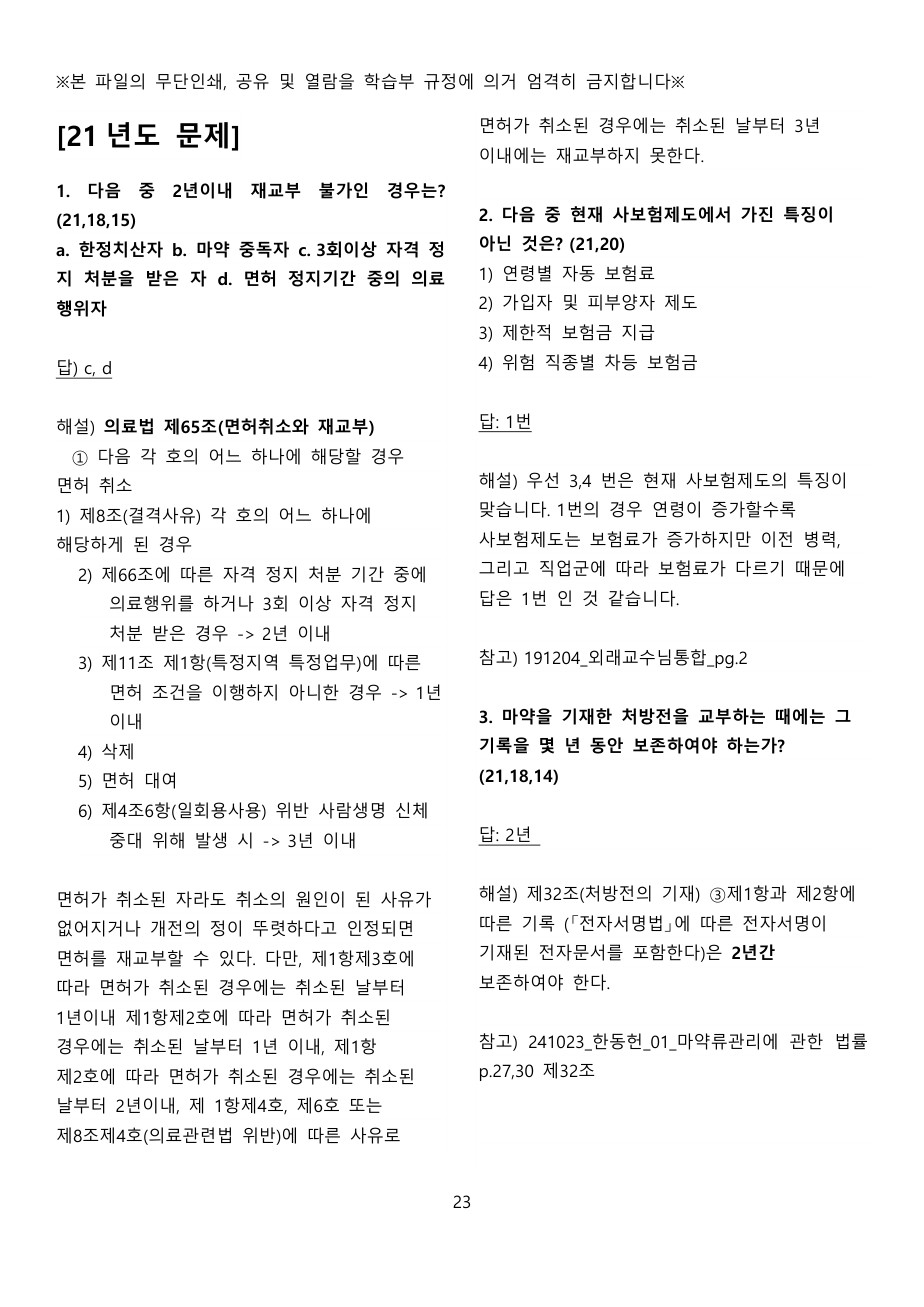 ※본 파일의 무단인쇄, 공유 및 열람을 학습부 규정에 의거 엄격히 금지합니다※
[21년도 문제]
1. 다음 중 2년이내 재교부 불가인 경우는?
(21,18,15)
a. 한정치산자 b. 마약 중독자 c. 3회이상 자격 정
지 처분을 받은 자 d. 면허 정지기간 중의 의료
행위자
답) c, d
해설) 의료법 제65조(면허취소와 재교부)
① 다음 각 호의 어느 하나에 해당할 경우
면허 취소
1) 제8조(결격사유) 각 호의 어느 하나에
해당하게 된 경우
2) 제66조에 따른 자격 정지 처분 기간 중에
의료행위를 하거나 3회 이상 자격 정지
처분 받은 경우 -> 2년 이내
3) 제11조 제1항(특정지역 특정업무)에 따른
면허 조건을 이행하지 아니한 경우 -> 1년
이내
4) 삭제
5) 면허 대여
6) 제4조6항(일회용사용) 위반 사람생명 신체
중대 위해 발생 시 -> 3년 이내
면허가 취소된 자라도 취소의 원인이 된 사유가
없어지거나 개전의 정이 뚜렷하다고 인정되면
면허를 재교부할 수 있다. 다만, 제1항제3호에
따라 면허가 취소된 경우에는 취소된 날부터
1년이내 제1항제2호에 따라 면허가 취소된
경우에는 취소된 날부터 1년 이내, 제1항
제2호에 따라 면허가 취소된 경우에는 취소된
날부터 2년이내, 제 1항제4호, 제6호 또는
제8조제4호(의료관련법 위반)에 따른 사유로
면허가 취소된 경우에는 취소된 날부터 3년
이내에는 재교부하지 못한다.
2. 다음 중 현재 사보험제도에서 가진 특징이
아닌 것은? (21,20)
1) 연령별 자동 보험료
2) 가입자 및 피부양자 제도
3) 제한적 보험금 지급
4) 위험 직종별 차등 보험금
답: 1번
해설) 우선 3,4 번은 현재 사보험제도의 특징이
맞습니다. 1번의 경우 연령이 증가할수록
사보험제도는 보험료가 증가하지만 이전 병력,
그리고 직업군에 따라 보험료가 다르기 때문에
답은 1번 인 것 같습니다.
참고) 191204_외래교수님통합_pg.2
3. 마약을 기재한 처방전을 교부하는 때에는 그
기록을 몇 년 동안 보존하여야 하는가?
(21,18,14)
답: 2년
해설) 제32조(처방전의 기재) ③제1항과 제2항에
따른 기록 (「전자서명법」에 따른 전자서명이
기재된 전자문서를 포함한다)은 2년간
보존하여야 한다.
참고) 241023_한동헌_01_마약류관리에 관한 법률
p.27,30 제32조
23